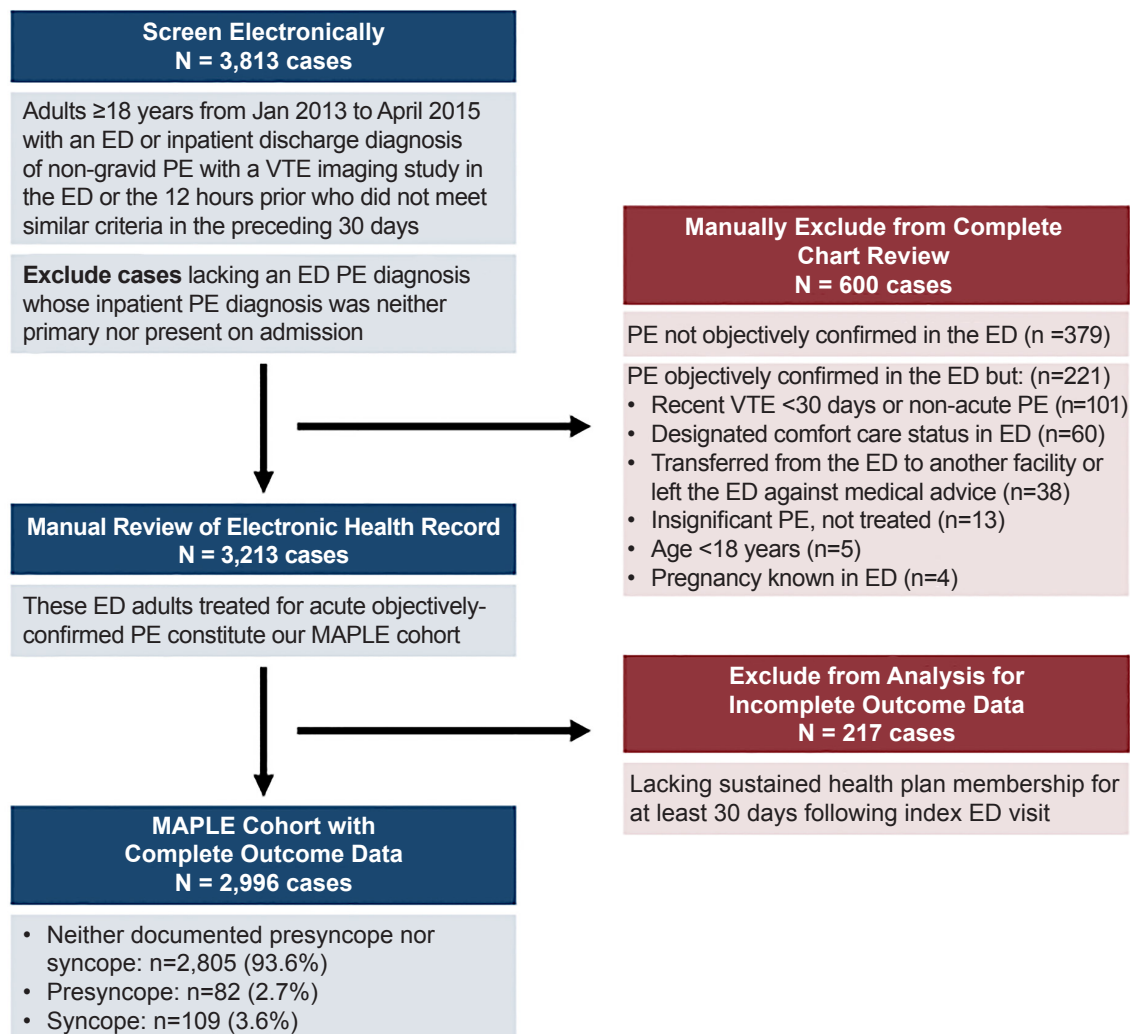 Screen Electronically
N = 3,813 cases
Adults ≥18 years from Jan 2013 to April 2015
with an ED or inpatient discharge diagnosis
of non-gravid PE with a VTE imaging study in
the ED or the 12 hours prior who did not meet
similar criteria in the preceding 30 days
Exclude cases lacking an ED PE diagnosis
whose inpatient PE diagnosis was neither
primary nor present on admission
Manually Exclude from Complete
Chart Review
N = 600 cases
PE not objectively confirmed in the ED (n =379)
PE objectively confirmed in the ED but: (n=221)
• Recent VTE <30 days or non-acute PE (n=101)
• Designated comfort care status in ED (n=60)
• Transferred from the ED to another facility or
left the ED against medical advice (n=38)
• Insignificant PE, not treated (n=13)
• Age <18 years (n=5)
• Pregnancy known in ED (n=4)
Manual Review of Electronic Health Record
N = 3,213 cases
These ED adults treated for acute objectively-
confirmed PE constitute our MAPLE cohort
Exclude from Analysis for
Incomplete Outcome Data
N = 217 cases
Lacking sustained health plan membership for
at least 30 days following index ED visit
MAPLE Cohort with
Complete Outcome Data
N = 2,996 cases
• Neither documented presyncope nor
syncope: n=2,805 (93.6%)
• Presyncope: n=82 (2.7%)
• Syncope: n=109 (3.6%)